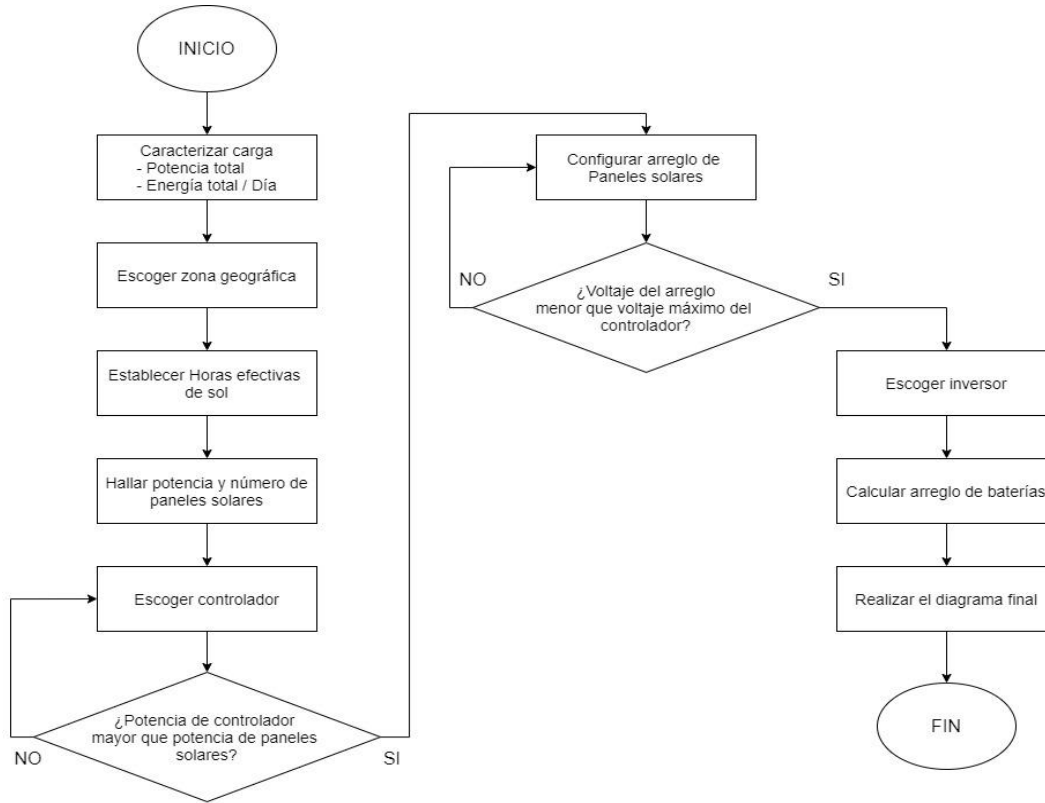 INICIO
Caracterizar carga
- Potencia total
- Energía total / Día
Escoger zona geográfica
Establecer Horas efectivas
de sol
Hallar potencia y número de
paneles solares
Escoger controlador
¿Potencia de controlador
mayor que potencia de paneles
solares?
NO
SI
Configurar arreglo de
Paneles solares
¿Voltaje del arreglo
menor que voltaje máximo del
controlador?
NO
SI
Escoger inversor
Calcular arreglo de baterías
Realizar el diagrama final
FIN